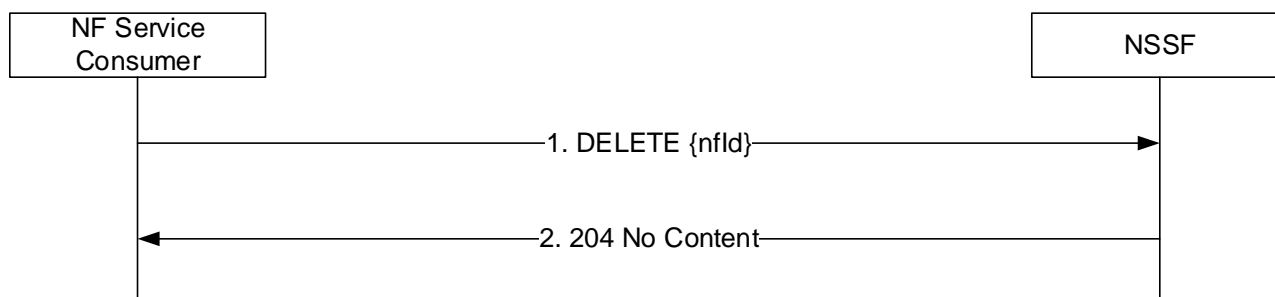 NF Service
Consumer
NSSF
1. DELETE {nfId}
2. 204 No Content